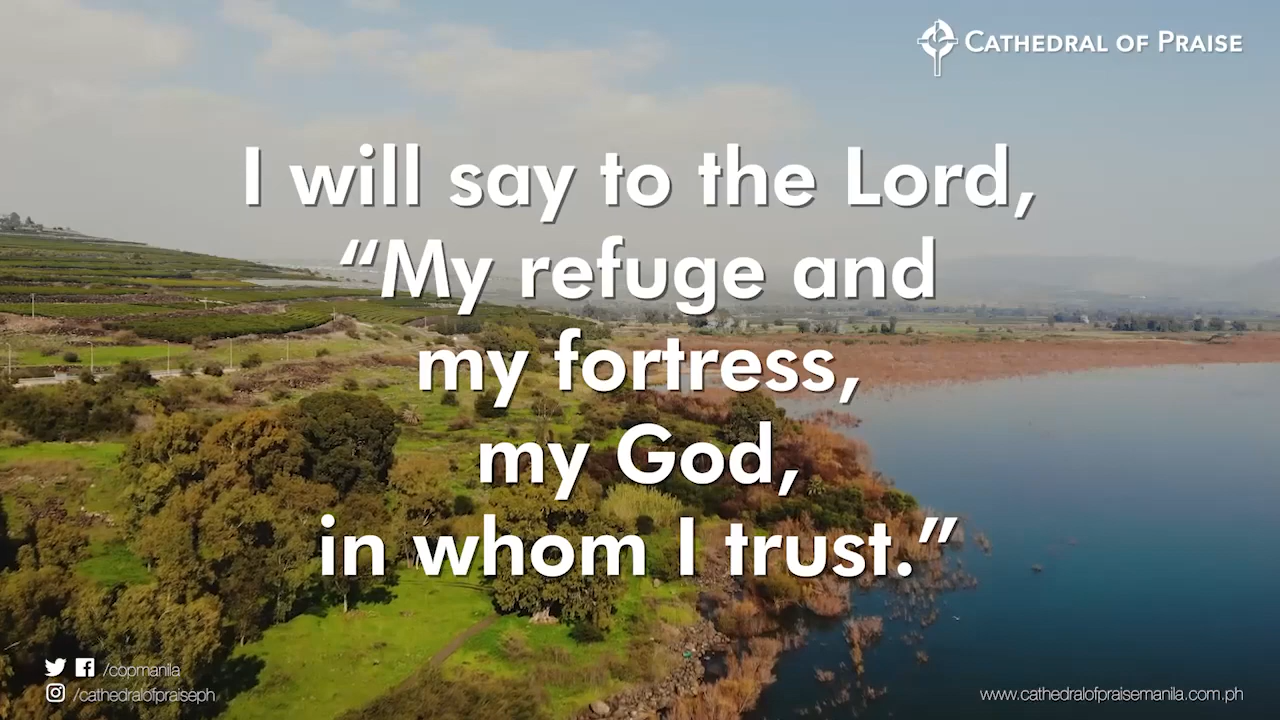 CATHEDRAL OF PRAISE
I will say to the Lord,
“My refuge and
my fortress,
my God,
in whom I trust.”
/copmanila
/cathedralofpraiseph
www.cathedralofpraisemanila.com.ph